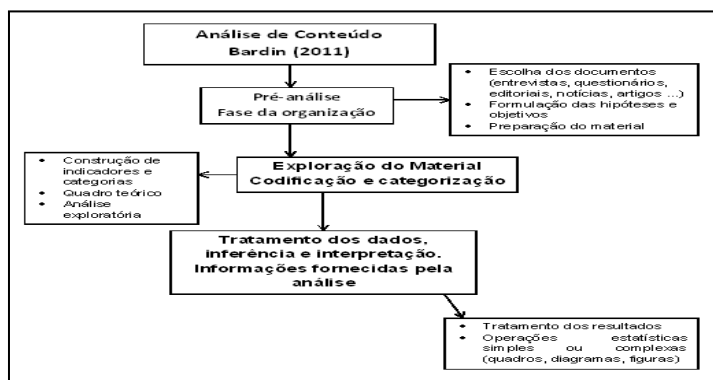 Análise de Conteúdo
Bardin (2011)
Pré-análise
Fase da organização
• Escolha dos documentos
(entrevistas, questionários,
editoriais, notícias, artigos ...)
• Formulação das hipóteses e
objetivos
• Preparação do material
Exploração do Material
Codificação e categorização
• Construção de
indicadores e
categorias
• Quadro teórico
• Análise
exploratória
Tratamento dos dados,
inferência e interpretação.
Informações fornecidas pela
análise
• Tratamento dos resultados
• Operações estatísticas
simples ou complexas
(quadros, diagramas, figuras)